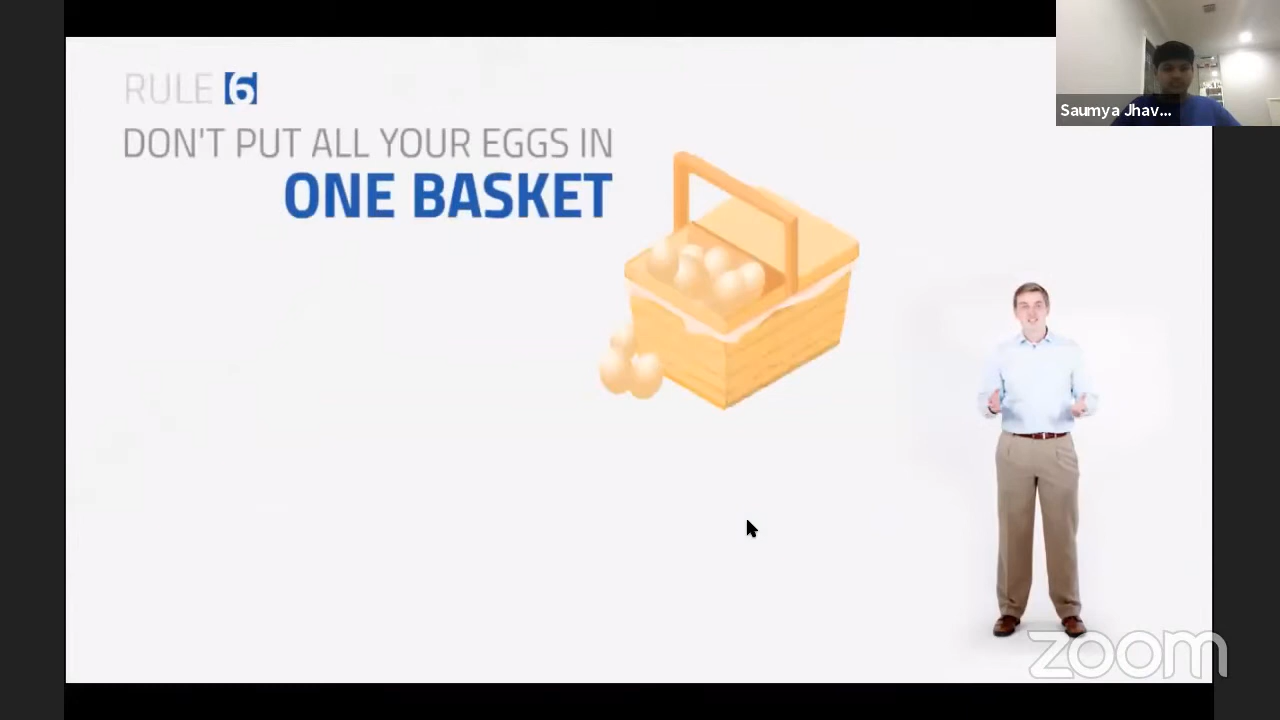 RULE 6
DON'T PUT ALL YOUR EGGS IN
ONE BASKET
Saumya Jhav...
zoom